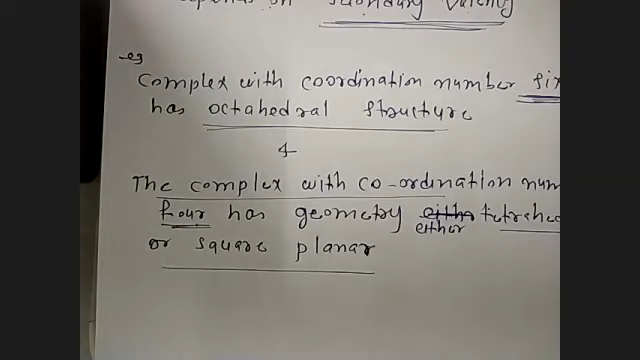 depends on secondary valency
eg
Complex with coordination number six
has octahedral structure
&
The complex with co-ordination num
four has geometry either tetrahed
either
or square planar